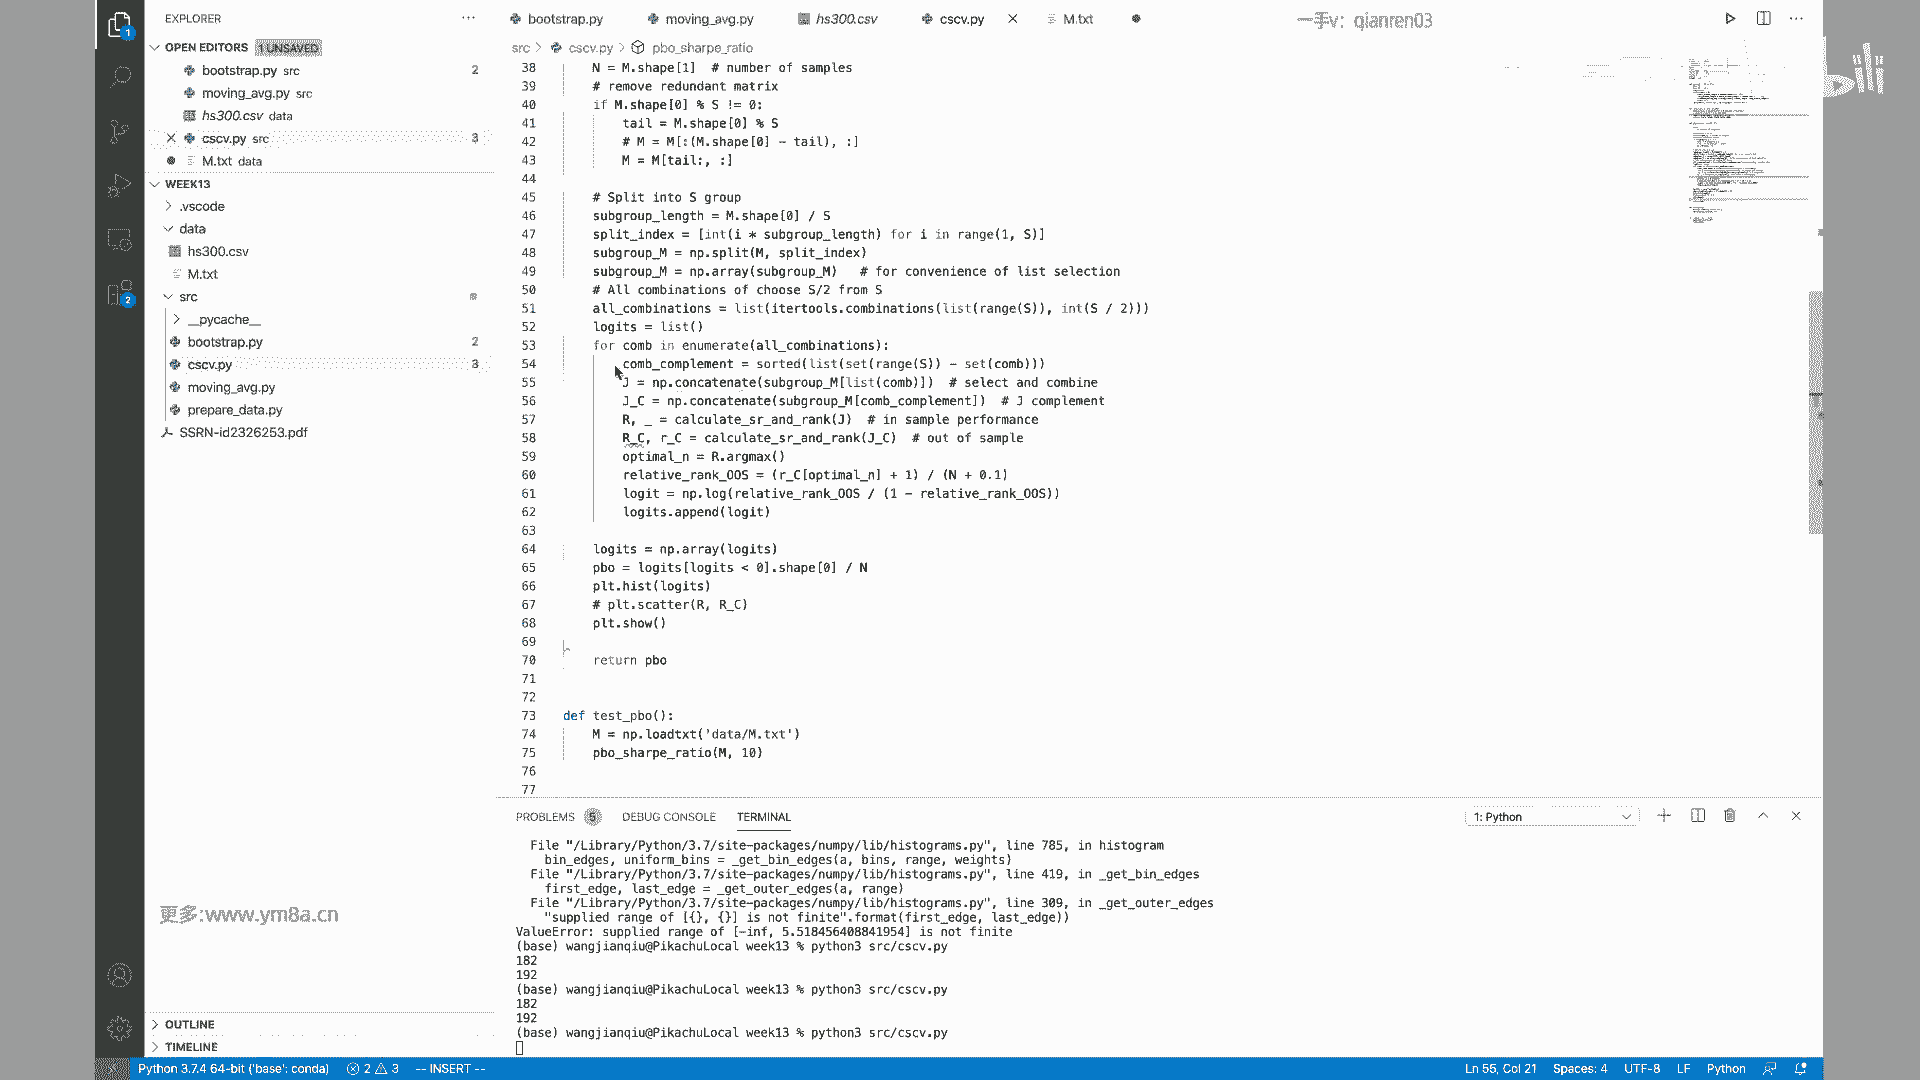 EXPLORER
bootstrap.py
moving_avg.py
hs300.csv
cscv.py
M.txt
一手v: qianren03
bili
OPEN EDITORS 1 UNSAVED
bootstrap.py src 2
moving_avg.py src
hs300.csv data
cscv.py src 3
M.txt data
WEEK13
.vscode
data
hs300.csv
M.txt
src
__pycache__
bootstrap.py 2
cscv.py 3
moving_avg.py
prepare_data.py
SSRN-id2326253.pdf
更多:www.ym8a.cn
OUTLINE
TIMELINE
src > cscv.py > pbo_sharpe_ratio
38 N = M.shape[1]  # number of samples
39 # remove redundant matrix
40 if M.shape[0] % S != 0:
41 tail = M.shape[0] % S
42 # M = M[:(M.shape[0] - tail), :]
43 M = M[tail:, :]
44
45 # Split into S group
46 subgroup_length = M.shape[0] / S
47 split_index = [int(i * subgroup_length) for i in range(1, S)]
48 subgroup_M = np.split(M, split_index)
49 subgroup_M = np.array(subgroup_M)   # for convenience of list selection
50 # All combinations of choose S/2 from S
51 all_combinations = list(itertools.combinations(list(range(S)), int(S / 2)))
52 logits = list()
53 for comb in enumerate(all_combinations):
54 comb_complement = sorted(list(set(range(S)) - set(comb)))
55 J = np.concatenate(subgroup_M[list(comb)])  # select and combine
56 J_C = np.concatenate(subgroup_M[comb_complement])  # J complement
57 R, _ = calculate_sr_and_rank(J)  # in sample performance
58 R_C, r_C = calculate_sr_and_rank(J_C)  # out of sample
59 optimal_n = R.argmax()
60 relative_rank_OOS = (r_C[optimal_n] + 1) / (N + 0.1)
61 logit = np.log(relative_rank_OOS / (1 - relative_rank_OOS))
62 logits.append(logit)
63
64 logits = np.array(logits)
65 pbo = logits[logits < 0].shape[0] / N
66 plt.hist(logits)
67 # plt.scatter(R, R_C)
68 plt.show()
69
70 return pbo
71
72
73 def test_pbo():
74 M = np.loadtxt('data/M.txt')
75 pbo_sharpe_ratio(M, 10)
76
77
PROBLEMS 5 DEBUG CONSOLE TERMINAL
1: Python
File "/Library/Python/3.7/site-packages/numpy/lib/histograms.py", line 785, in histogram
bin_edges, uniform_bins = _get_bin_edges(a, bins, range, weights)
File "/Library/Python/3.7/site-packages/numpy/lib/histograms.py", line 419, in _get_bin_edges
first_edge, last_edge = _get_outer_edges(a, range)
File "/Library/Python/3.7/site-packages/numpy/lib/histograms.py", line 309, in _get_outer_edges
"supplied range of [{}, {}] is not finite".format(first_edge, last_edge))
ValueError: supplied range of [-inf, 5.518456408841954] is not finite
(base) wangjianqiu@PikachuLocal week13 % python3 src/cscv.py
182
192
(base) wangjianqiu@PikachuLocal week13 % python3 src/cscv.py
182
192
(base) wangjianqiu@PikachuLocal week13 % python3 src/cscv.py
Python 3.7.4 64-bit ('base': conda) 2 3 -- INSERT -- Ln 55, Col 21 Spaces: 4 UTF-8 LF Python